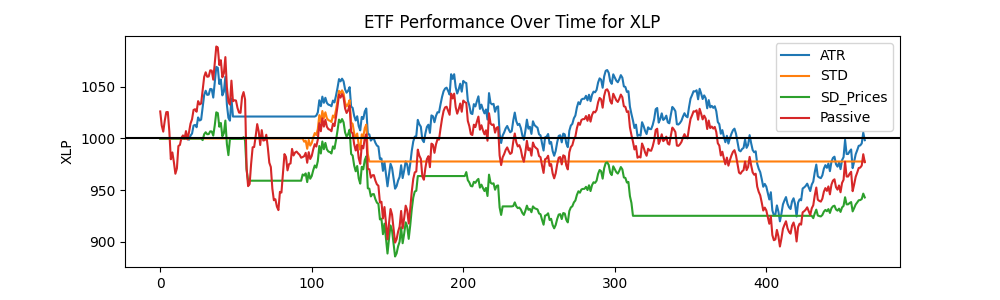 ETF Performance Over Time for XLP
XLP
1050
1000
950
900
0
100
200
300
400
ATR
STD
SD_Prices
Passive